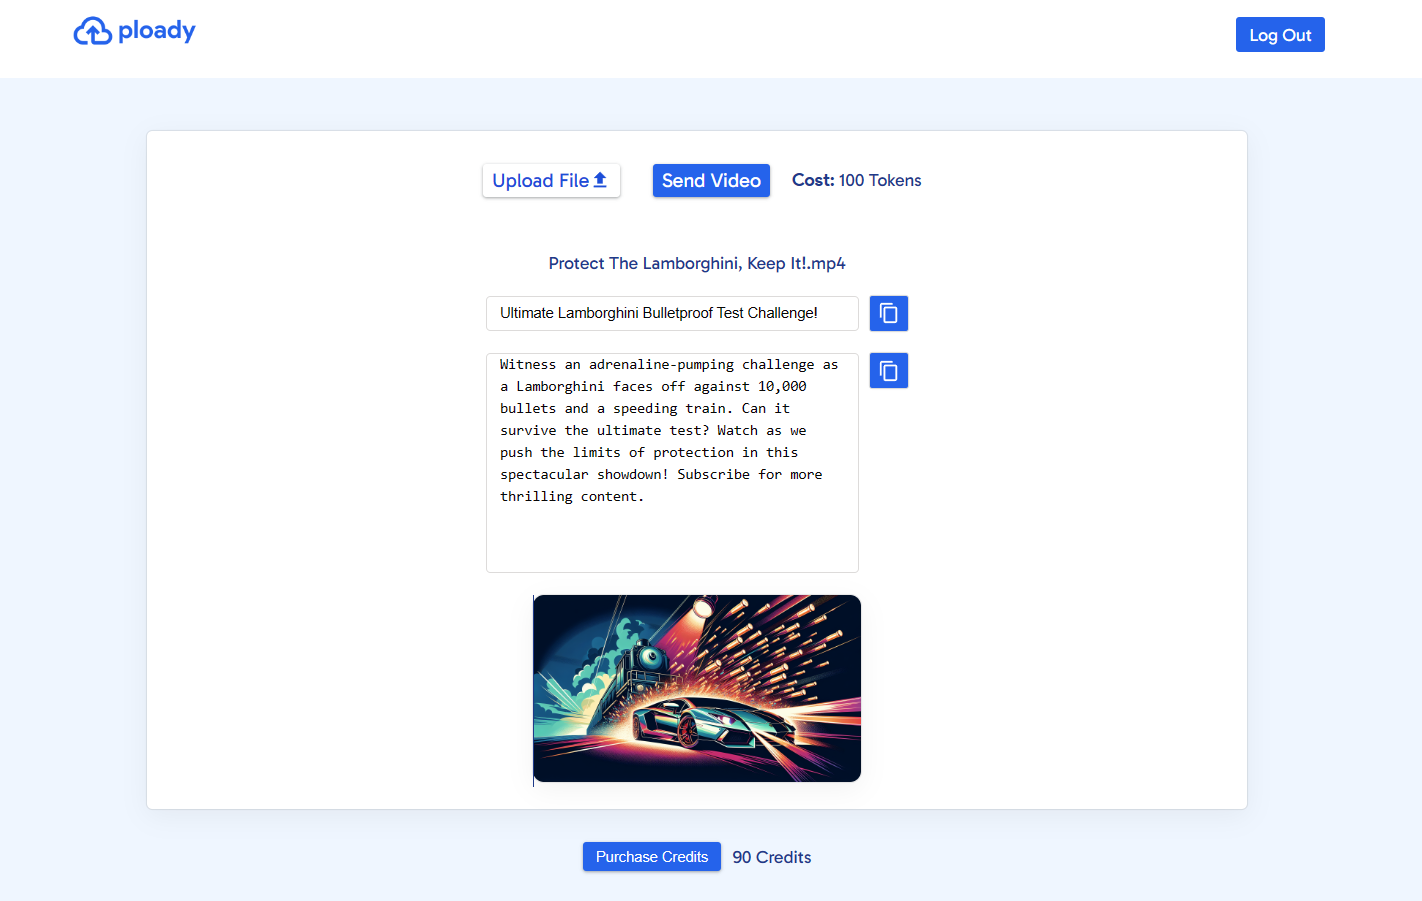 ploady
Log Out
Upload File
Send Video
Cost: 100 Tokens
Protect The Lamborghini, Keep It!.mp4
Ultimate Lamborghini Bulletproof Test Challenge!
Witness an adrenaline-pumping challenge as
a Lamborghini faces off against 10,000
bullets and a speeding train. Can it
survive the ultimate test? Watch as we
push the limits of protection in this
spectacular showdown! Subscribe for more
thrilling content.
Purchase Credits
90 Credits